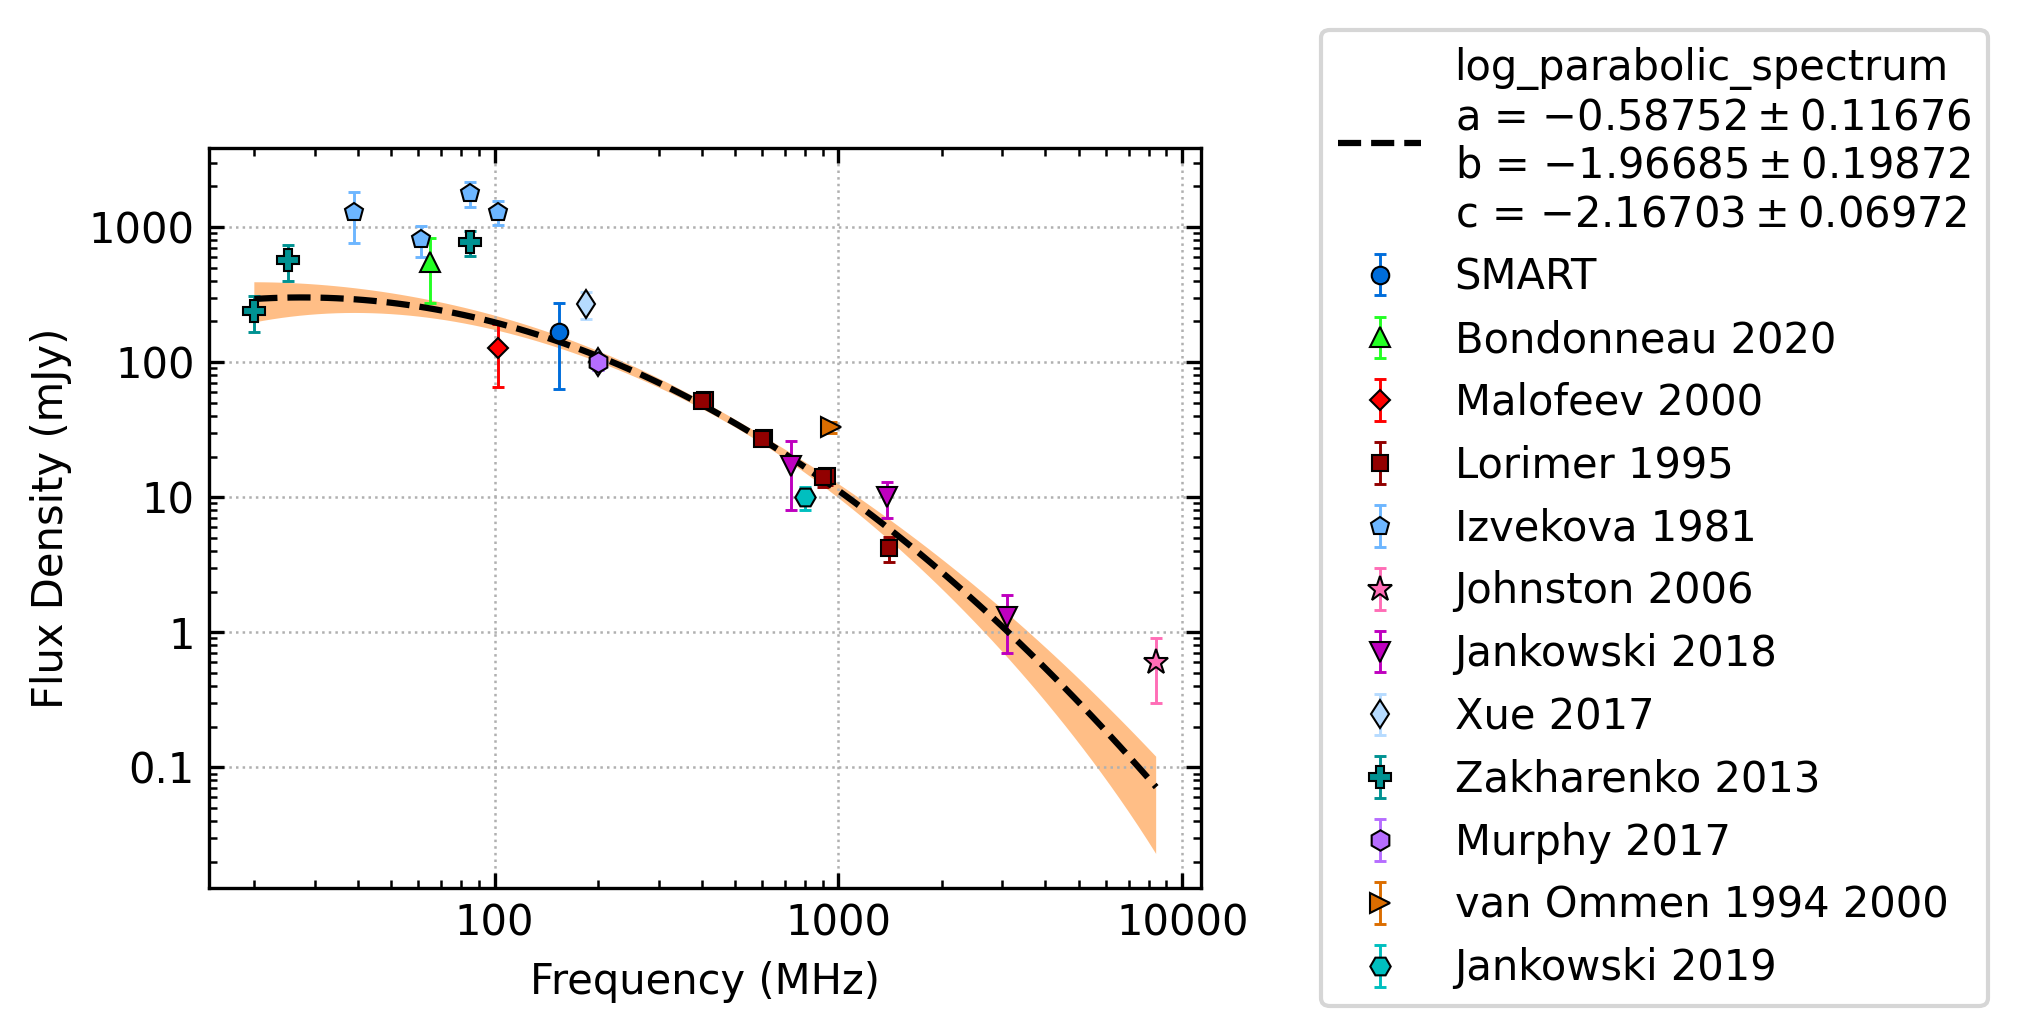 log_parabolic_spectrum
a = −0.58752 ± 0.11676
b = −1.96685 ± 0.19872
c = −2.16703 ± 0.06972
SMART
Bondonneau 2020
Malofeev 2000
Lorimer 1995
Izvekova 1981
Johnston 2006
Jankowski 2018
Xue 2017
Zakharenko 2013
Murphy 2017
van Ommen 1994 2000
Jankowski 2019
Flux Density (mJy)
1000
100
10
1
0.1
100 1000 10000
Frequency (MHz)